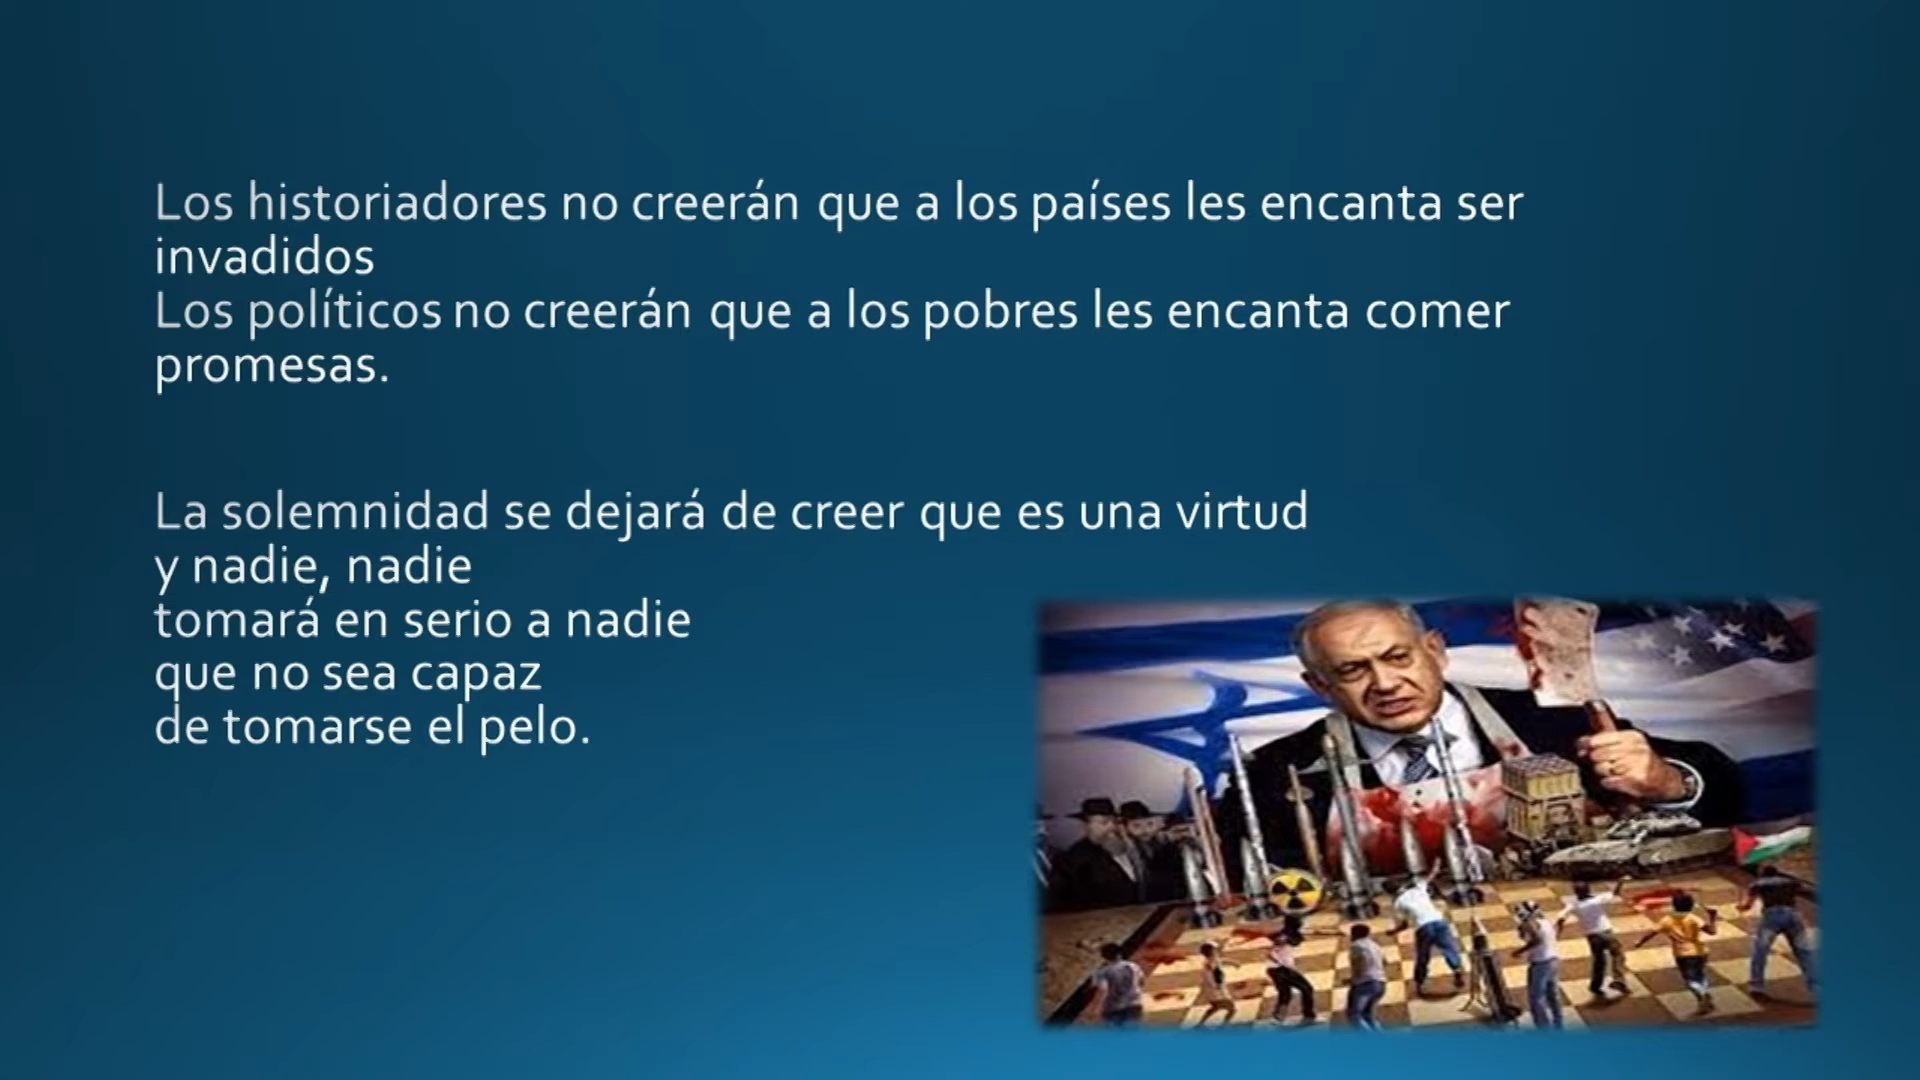 Los historiadores no creerán que a los países les encanta ser
invadidos
Los políticos no creerán que a los pobres les encanta comer
promesas.
La solemnidad se dejará de creer que es una virtud
y nadie, nadie
tomará en serio a nadie
que no sea capaz
de tomarse el pelo.